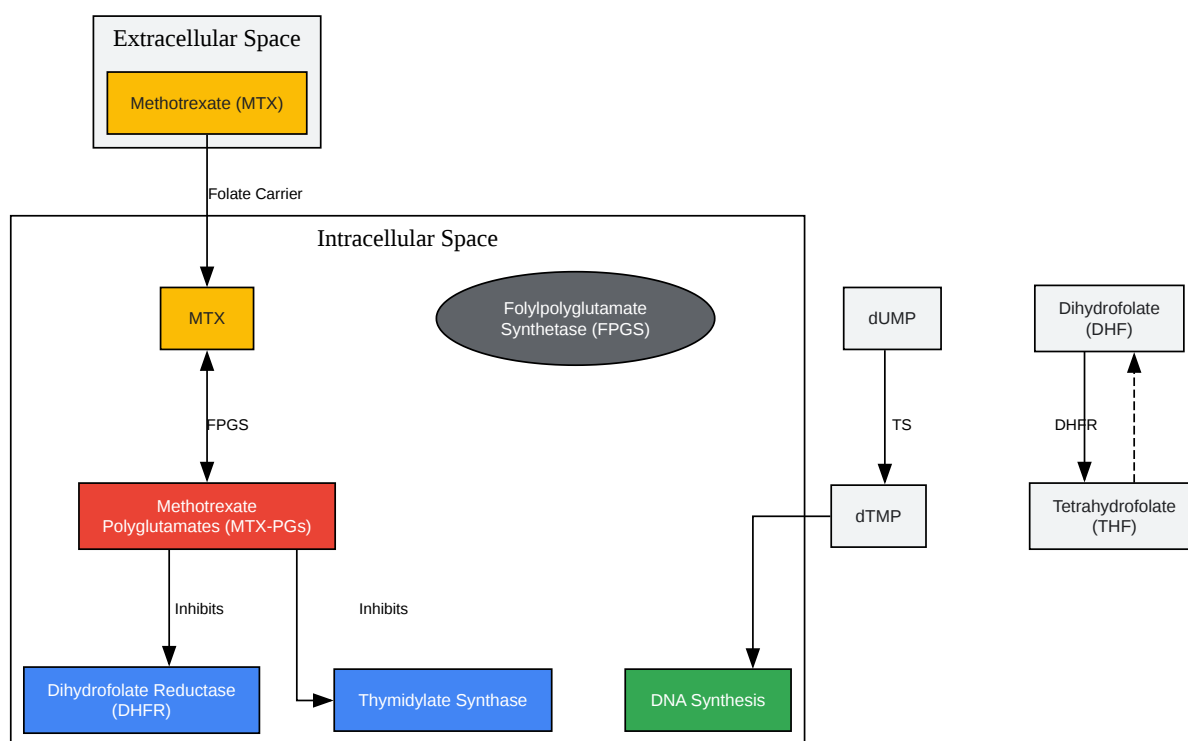 Extracellular Space
Methotrexate (MTX)
Folate Carrier
Intracellular Space
MTX
Folylpolyglutamate
Synthetase (FPGS)
dUMP
Dihydrofolate
(DHF)
FPGS
TS
DHFR
Methotrexate
Polyglutamates (MTX-PGs)
dTMP
Tetrahydrofolate
(THF)
Inhibits
Inhibits
Dihydrofolate Reductase
(DHFR)
Thymidylate Synthase
DNA Synthesis